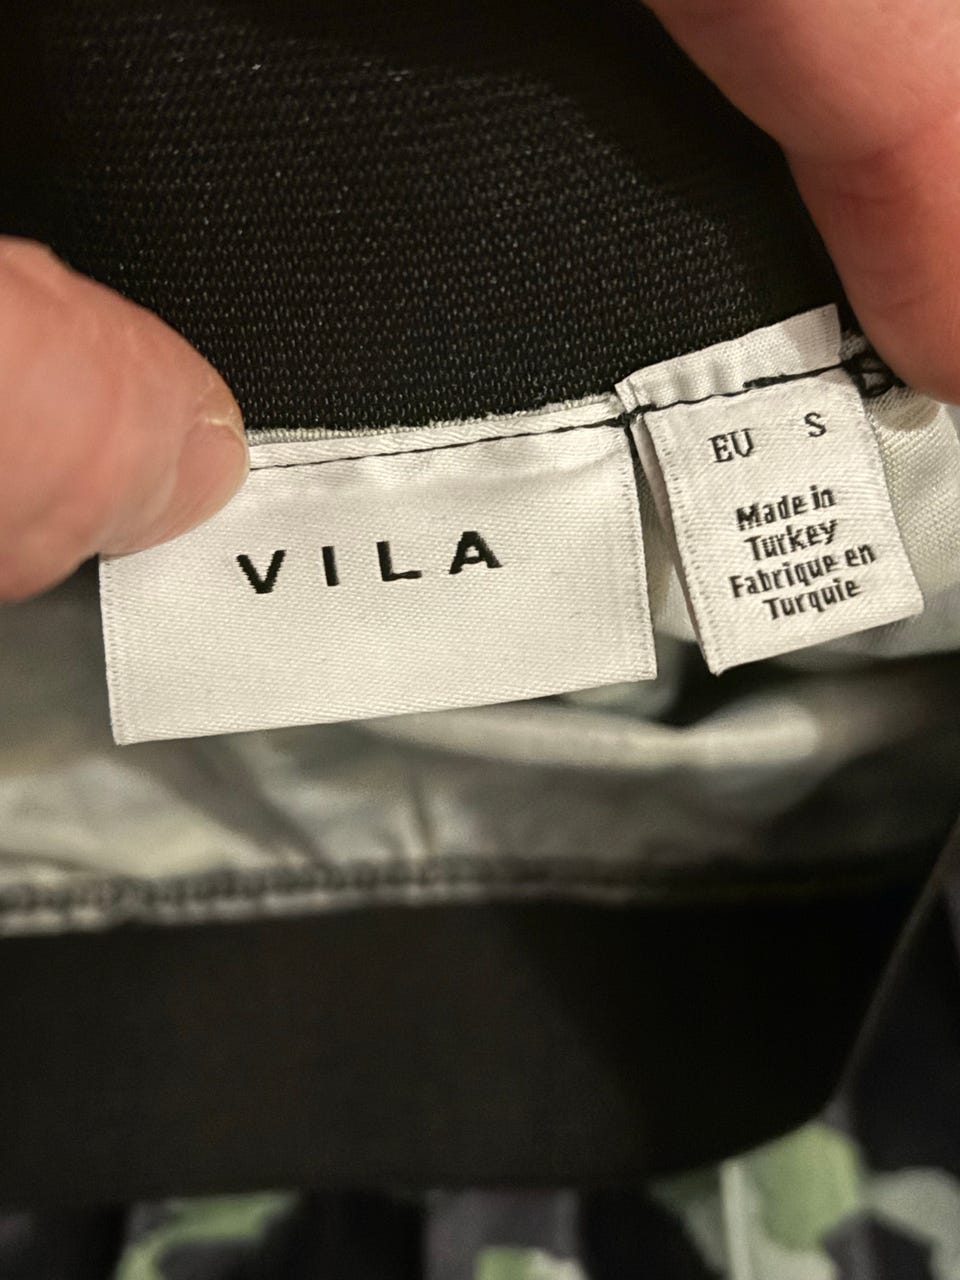 VILA
EU S
Made in
Turkey
Fabrique en
Turquie